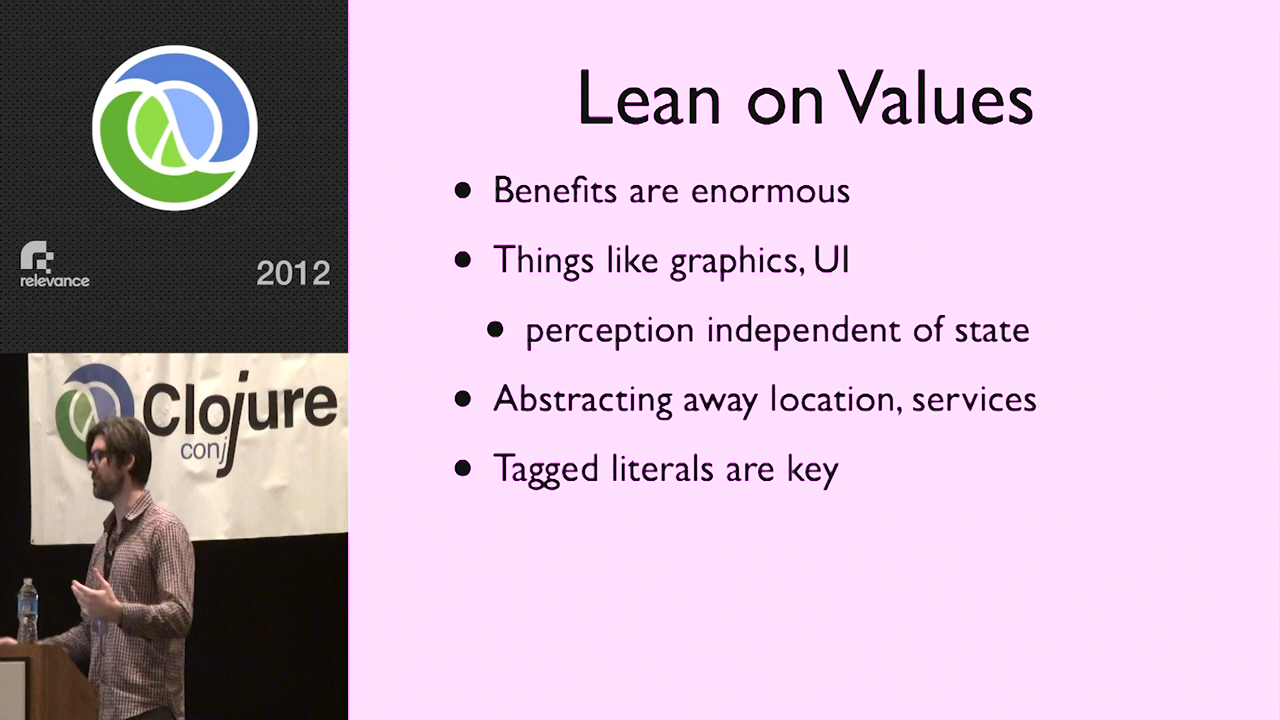 relevance
2012
Clojure
conj
Lean on Values
• Benefits are enormous
• Things like graphics, UI
• perception independent of state
• Abstracting away location, services
• Tagged literals are key